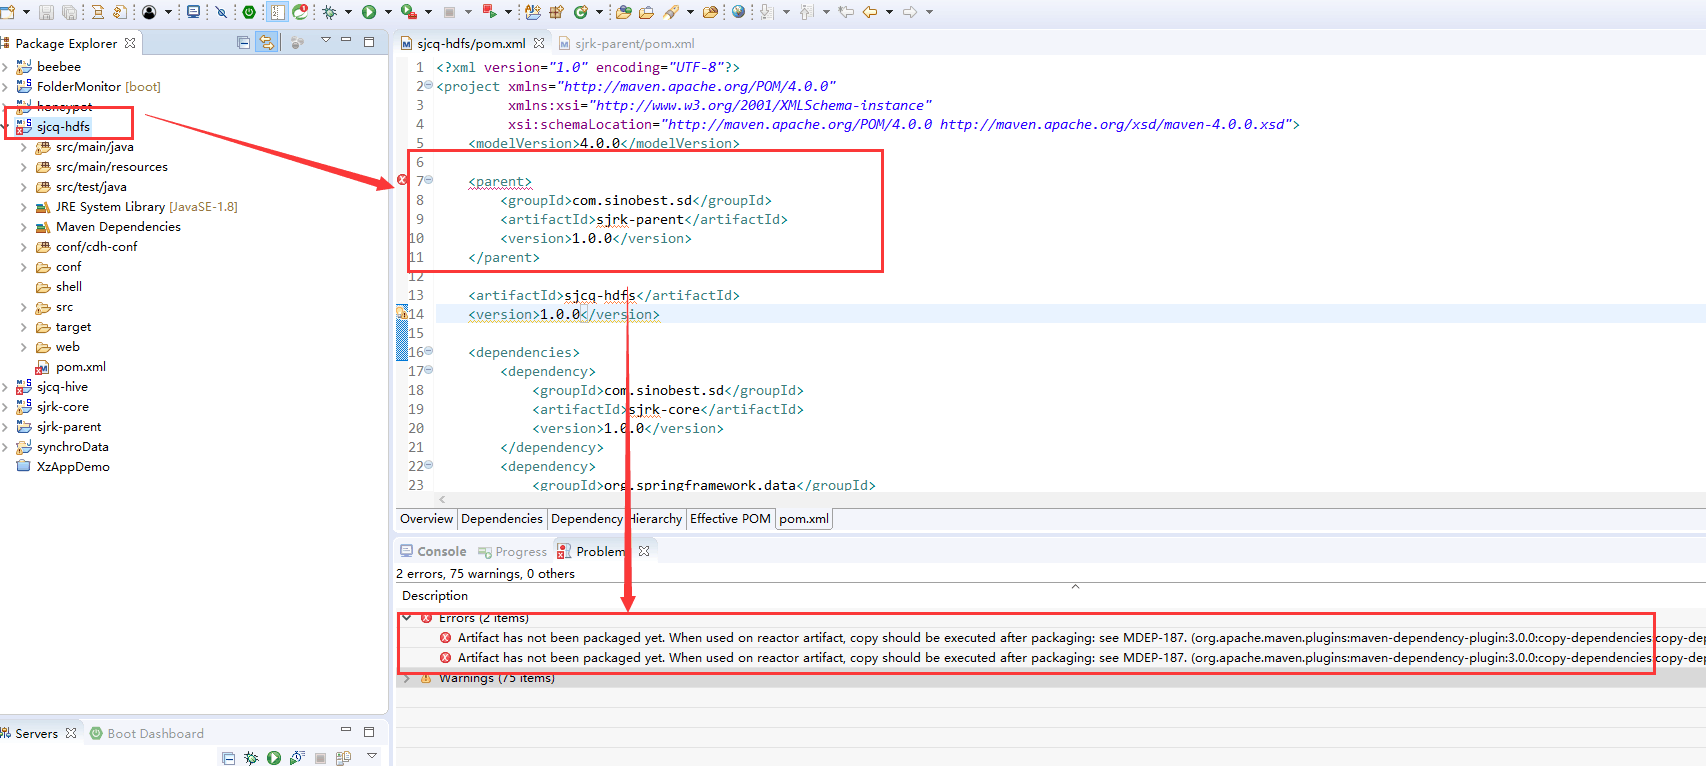 Package Explorer
beebee
FolderMonitor [boot]
honeypot
sjcq-hdfs
src/main/java
src/main/resources
src/test/java
JRE System Library [JavaSE-1.8]
Maven Dependencies
conf/cdh-conf
conf
shell
src
target
web
pom.xml
sjcq-hive
sjrk-core
sjrk-parent
synchroData
XzAppDemo
Servers
Boot Dashboard
sjcq-hdfs/pom.xml
sjrk-parent/pom.xml
1 <?xml version="1.0" encoding="UTF-8"?>
2 <project xmlns="http://maven.apache.org/POM/4.0.0"
3 xmlns:xsi="http://www.w3.org/2001/XMLSchema-instance"
4 xsi:schemaLocation="http://maven.apache.org/POM/4.0.0 http://maven.apache.org/xsd/maven-4.0.0.xsd">
5 <modelVersion>4.0.0</modelVersion>
6
7 <parent>
8 <groupId>com.sinobest.sd</groupId>
9 <artifactId>sjrk-parent</artifactId>
10 <version>1.0.0</version>
11 </parent>
12
13 <artifactId>sjcq-hdfs</artifactId>
14 <version>1.0.0</version>
15
16 <dependencies>
17 <dependency>
18 <groupId>com.sinobest.sd</groupId>
19 <artifactId>sjrk-core</artifactId>
20 <version>1.0.0</version>
21 </dependency>
22 <dependency>
23 <groupId>org.springframework.data</groupId>
Overview Dependencies Dependency Hierarchy Effective POM pom.xml
Console Progress Problem
2 errors, 75 warnings, 0 others
Description
Errors (2 items)
Artifact has not been packaged yet. When used on reactor artifact, copy should be executed after packaging: see MDEP-187. (org.apache.maven.plugins:maven-dependency-plugin:3.0.0:copy-dependencies:copy-dep
Artifact has not been packaged yet. When used on reactor artifact, copy should be executed after packaging: see MDEP-187. (org.apache.maven.plugins:maven-dependency-plugin:3.0.0:copy-dependencies:copy-dep
Warnings (75 items)